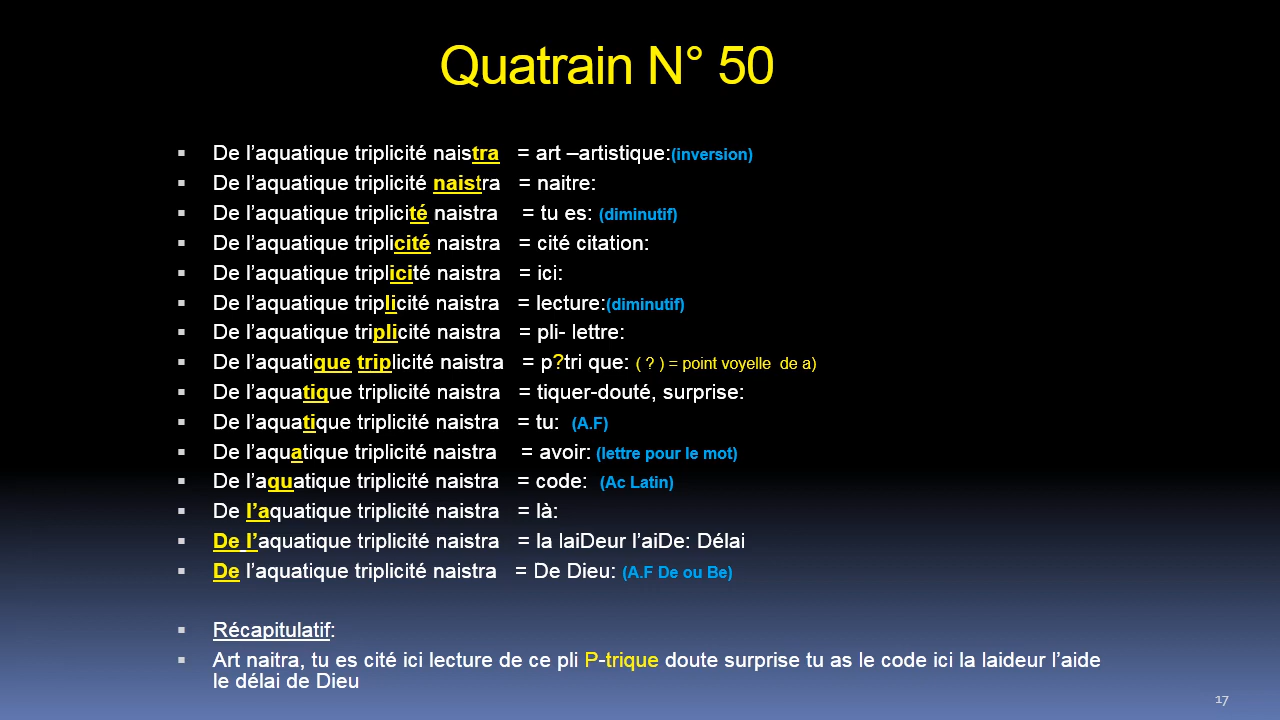 Quatrain N° 50
▪ De l’aquatique triplicité naistra = art –artistique:(inversion)
▪ De l’aquatique triplicité naistra = naitre:
▪ De l’aquatique triplicité naistra = tu es: (diminutif)
▪ De l’aquatique triplicité naistra = cité citation:
▪ De l’aquatique triplicité naistra = ici:
▪ De l’aquatique triplicité naistra = lecture:(diminutif)
▪ De l’aquatique triplicité naistra = pli- lettre:
▪ De l’aquatique triplicité naistra = p?tri que: ( ? ) = point voyelle de a)
▪ De l’aquatique triplicité naistra = tiquer-douté, surprise:
▪ De l’aquatique triplicité naistra = tu: (A.F)
▪ De l’aquatique triplicité naistra = avoir: (lettre pour le mot)
▪ De l’aquatique triplicité naistra = code: (Ac Latin)
▪ De l’aquatique triplicité naistra = là:
▪ De l’aquatique triplicité naistra = la laiDeur l’aiDe: Délai
▪ De l’aquatique triplicité naistra = De Dieu: (A.F De ou Be)
▪ Récapitulatif:
▪ Art naitra, tu es cité ici lecture de ce pli P-trique doute surprise tu as le code ici la laideur l’aide
le délai de Dieu
17